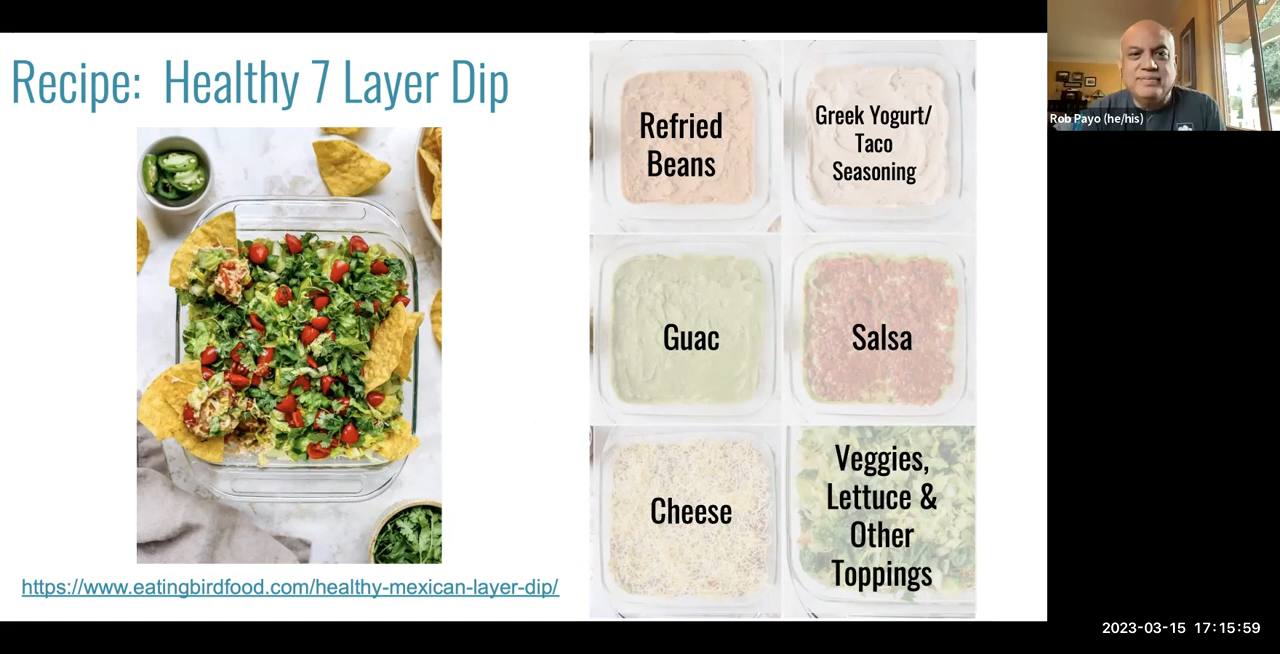 Recipe:  Healthy 7 Layer Dip
Refried
Beans
Greek Yogurt/
Taco
Seasoning
Guac
Salsa
Cheese
Veggies,
Lettuce &
Other
Toppings
https://www.eatingbirdfood.com/healthy-mexican-layer-dip/
Rob Payo (he/his)
2023-03-15 17:15:59